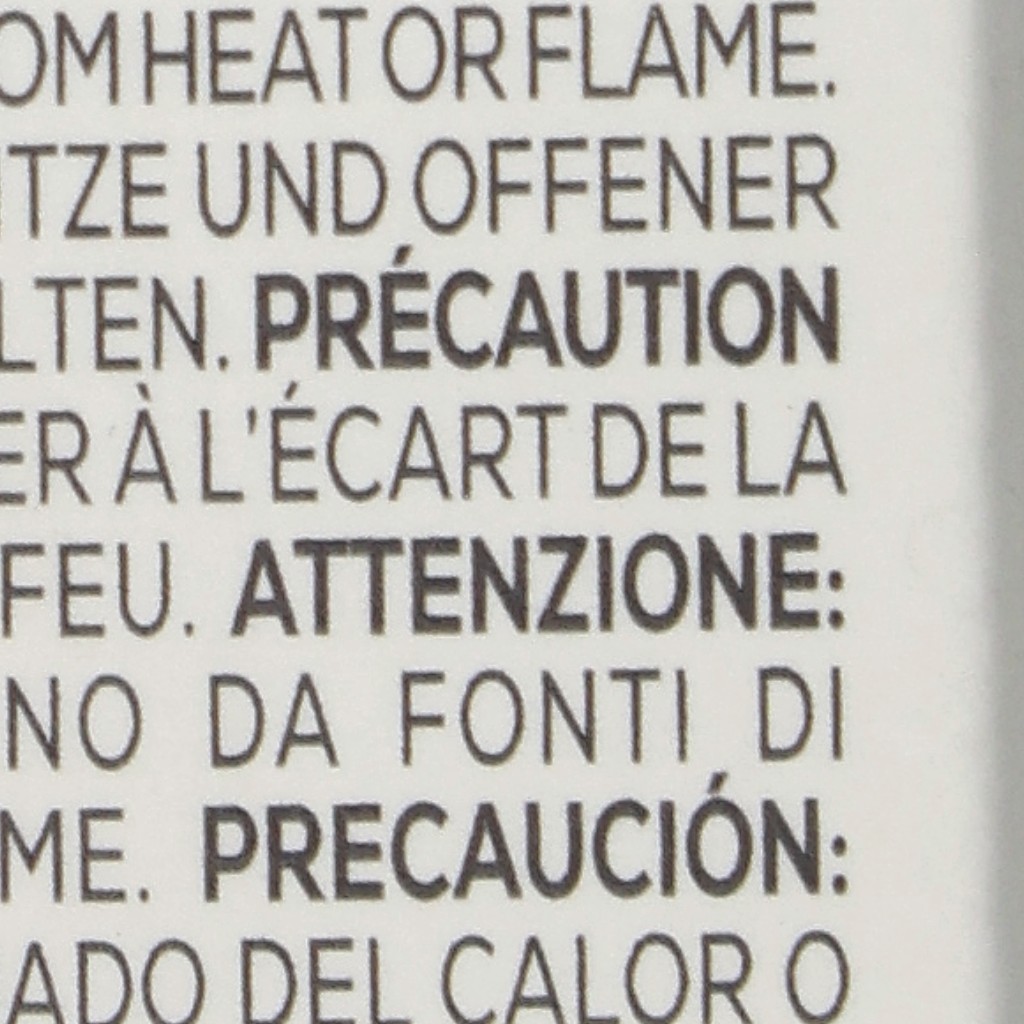 OM HEAT OR FLAME.
ITZE UND OFFENER
LTEN. PRÉCAUTION
ER À L'ÉCART DE LA
FEU. ATTENZIONE:
NO DA FONTI DI
ME. PRECAUCIÓN:
ADO DEL CALOR O